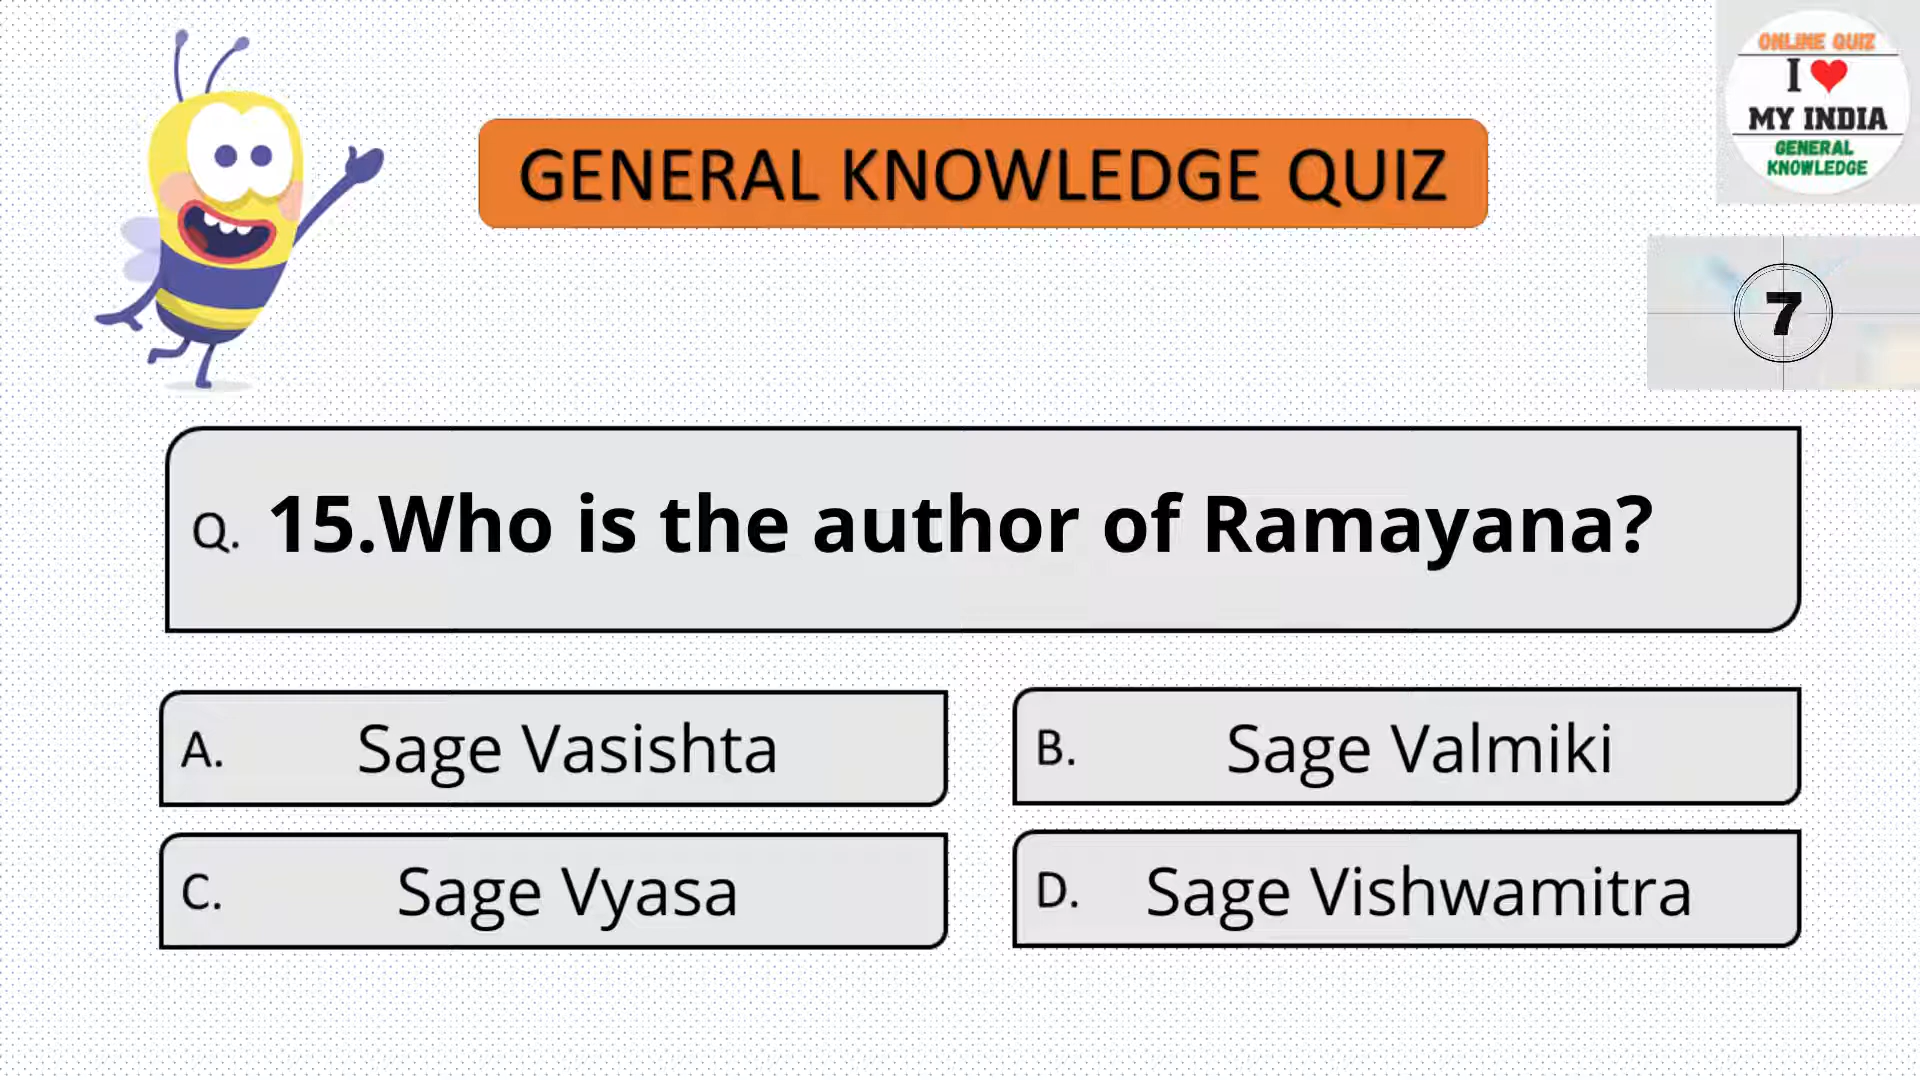 ONLINE QUIZ
I ❤
MY INDIA
GENERAL
KNOWLEDGE
GENERAL KNOWLEDGE QUIZ
7
Q. 15.Who is the author of Ramayana?
A. Sage Vasishta
B. Sage Valmiki
C. Sage Vyasa
D. Sage Vishwamitra